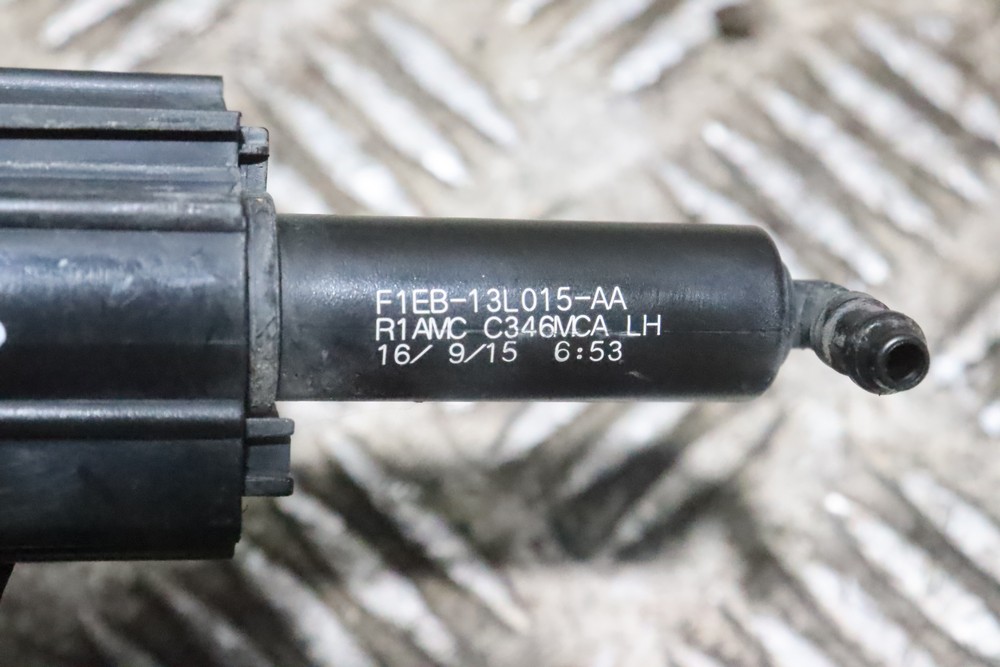 F1EB-13L015-AA
R1AMC C346MCA LH
16/ 9/15 6:53